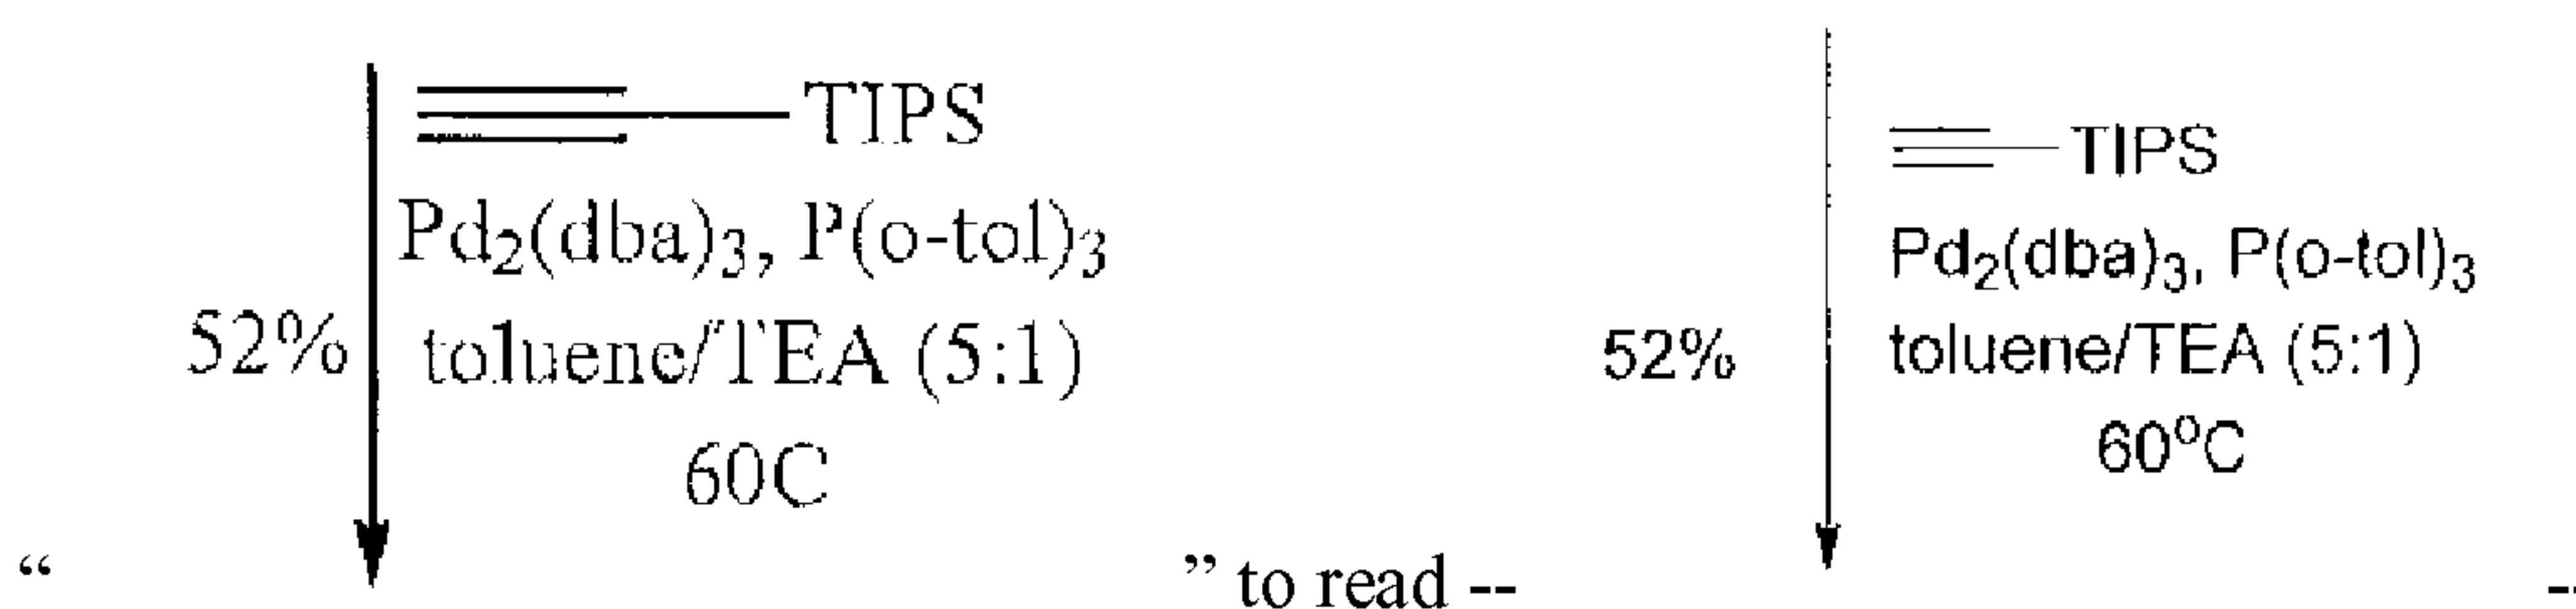 TIPS
Pd₂(dba)₃, P(o-tol)₃
52% toluene/TEA (5:1)
60C
“ ” to read --
TIPS
Pd₂(dba)₃, P(o-tol)₃
52% toluene/TEA (5:1)
60°C
--